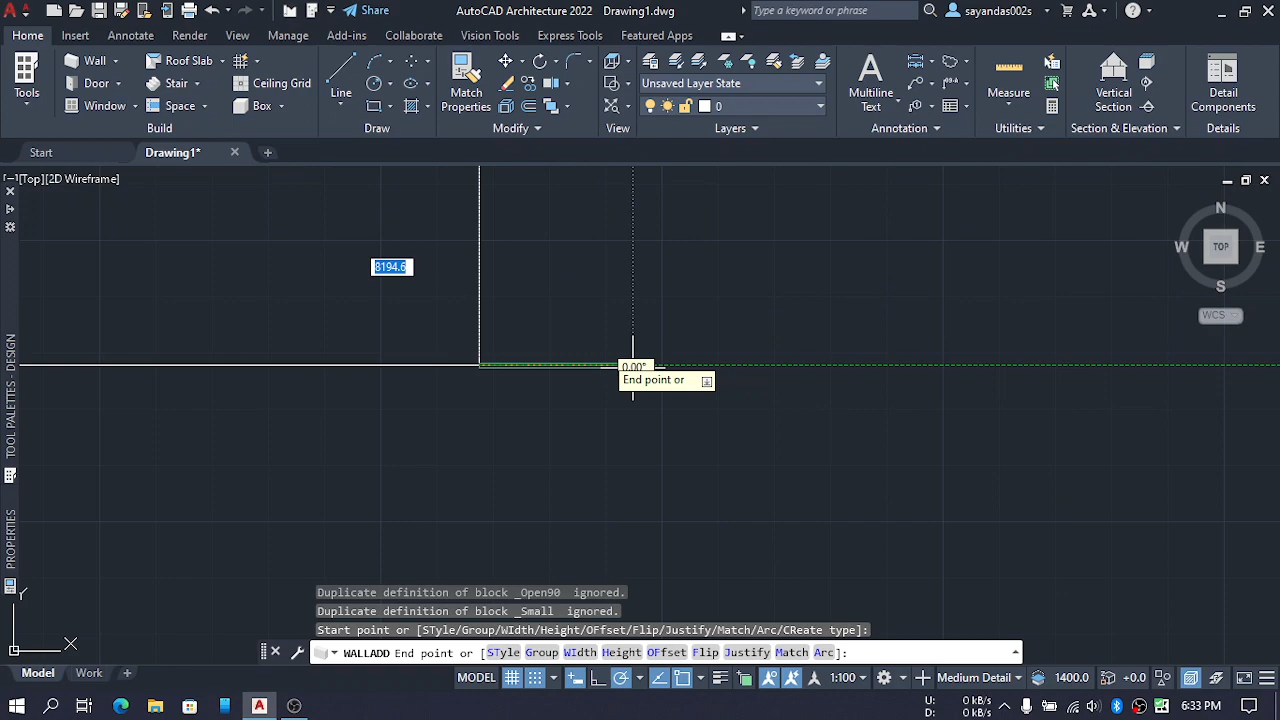 Share
AutoCAD Architecture 2022 Drawing1.dwg
Type a keyword or phrase
sayandas002s
Home Insert Annotate Render View Manage Add-ins Collaborate Vision Tools Express Tools Featured Apps
Tools
Wall Roof Slab
Door Stair Ceiling Grid
Window Space Box
Line
Match
Properties
Unsaved Layer State
0
Multiline
Text
Measure
Vertical
Section
Detail
Components
Build Draw Modify View Layers Annotation Utilities Section & Elevation Details
Start Drawing1*
[−][Top][2D Wireframe]
N
W TOP E
S
WCS
8194.6
0.00°
End point or
TOOL PALETTES - DESIGN
PROPERTIES
Y
X
Duplicate definition of block _Open90 ignored.
Duplicate definition of block _Small ignored.
Start point or [STyle/Group/WIdth/Height/OFfset/Flip/Justify/Match/Arc/CReate type]:
WALLADD End point or [STyle Group WIdth Height OFfset Flip Justify Match Arc]:
Model Work
MODEL 1:100 Medium Detail 1400.0 +0.0
U: 0 kB/s
D: 0 kB/s
6:33 PM